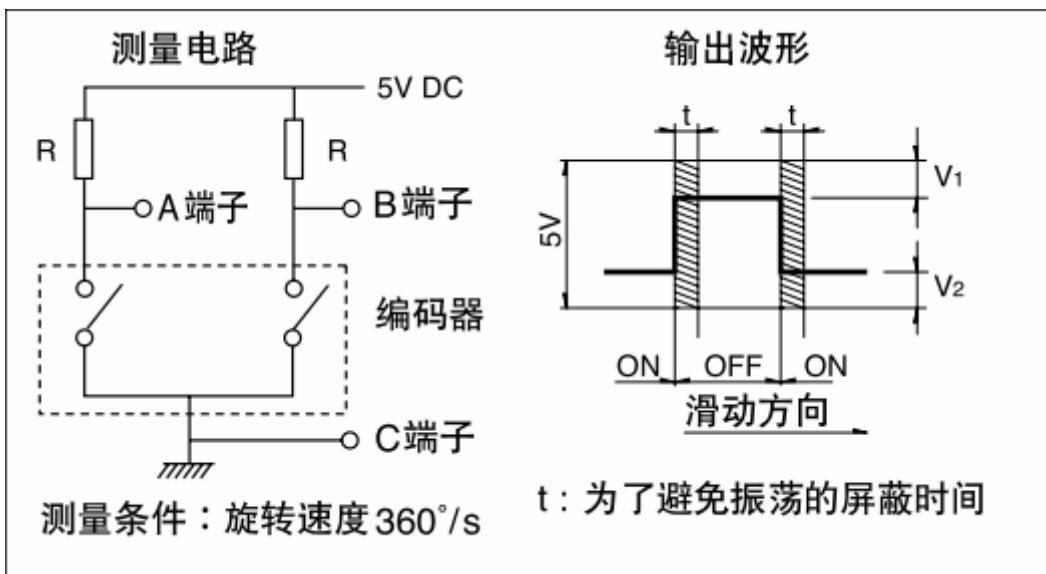 测量电路
5V DC
R
R
A端子
B端子
编码器
C端子
测量条件：旋转速度360°/s
输出波形
t
t
V1
5V
V2
ON
OFF
ON
滑动方向
t：为了避免振荡的屏蔽时间